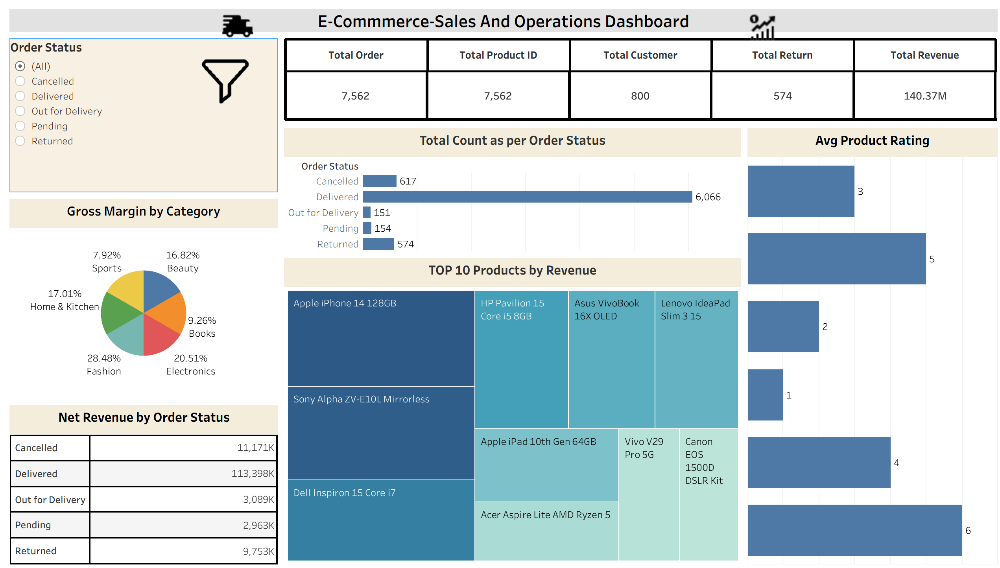 E-Commmerce-Sales And Operations Dashboard
Order Status
(All)
Cancelled
Delivered
Out for Delivery
Pending
Returned
Total Order
Total Product ID
Total Customer
Total Return
Total Revenue
7,562
7,562
800
574
140.37M
Gross Margin by Category
7.92%
Sports
16.82%
Beauty
17.01%
Home & Kitchen
9.26%
Books
28.48%
Fashion
20.51%
Electronics
Net Revenue by Order Status
Cancelled 11,171K
Delivered 113,398K
Out for Delivery 3,089K
Pending 2,963K
Returned 9,753K
Total Count as per Order Status
Order Status
Cancelled 617
Delivered 6,066
Out for Delivery 151
Pending 154
Returned 574
TOP 10 Products by Revenue
Apple iPhone 14 128GB
Sony Alpha ZV-E10L Mirrorless
Dell Inspiron 15 Core i7
HP Pavilion 15
Core i5 8GB
Asus VivoBook
16X OLED
Lenovo IdeaPad
Slim 3 15
Apple iPad 10th Gen 64GB
Acer Aspire Lite AMD Ryzen 5
Vivo V29
Pro 5G
Canon
EOS
1500D
DSLR Kit
Avg Product Rating
3
5
2
1
4
6